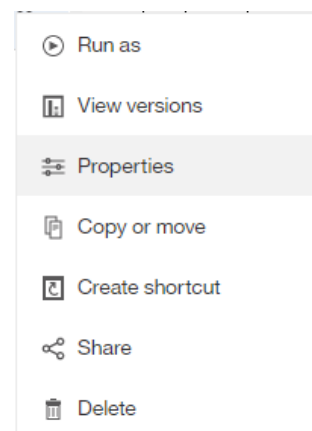 Run as
View versions
Properties
Copy or move
Create shortcut
Share
Delete